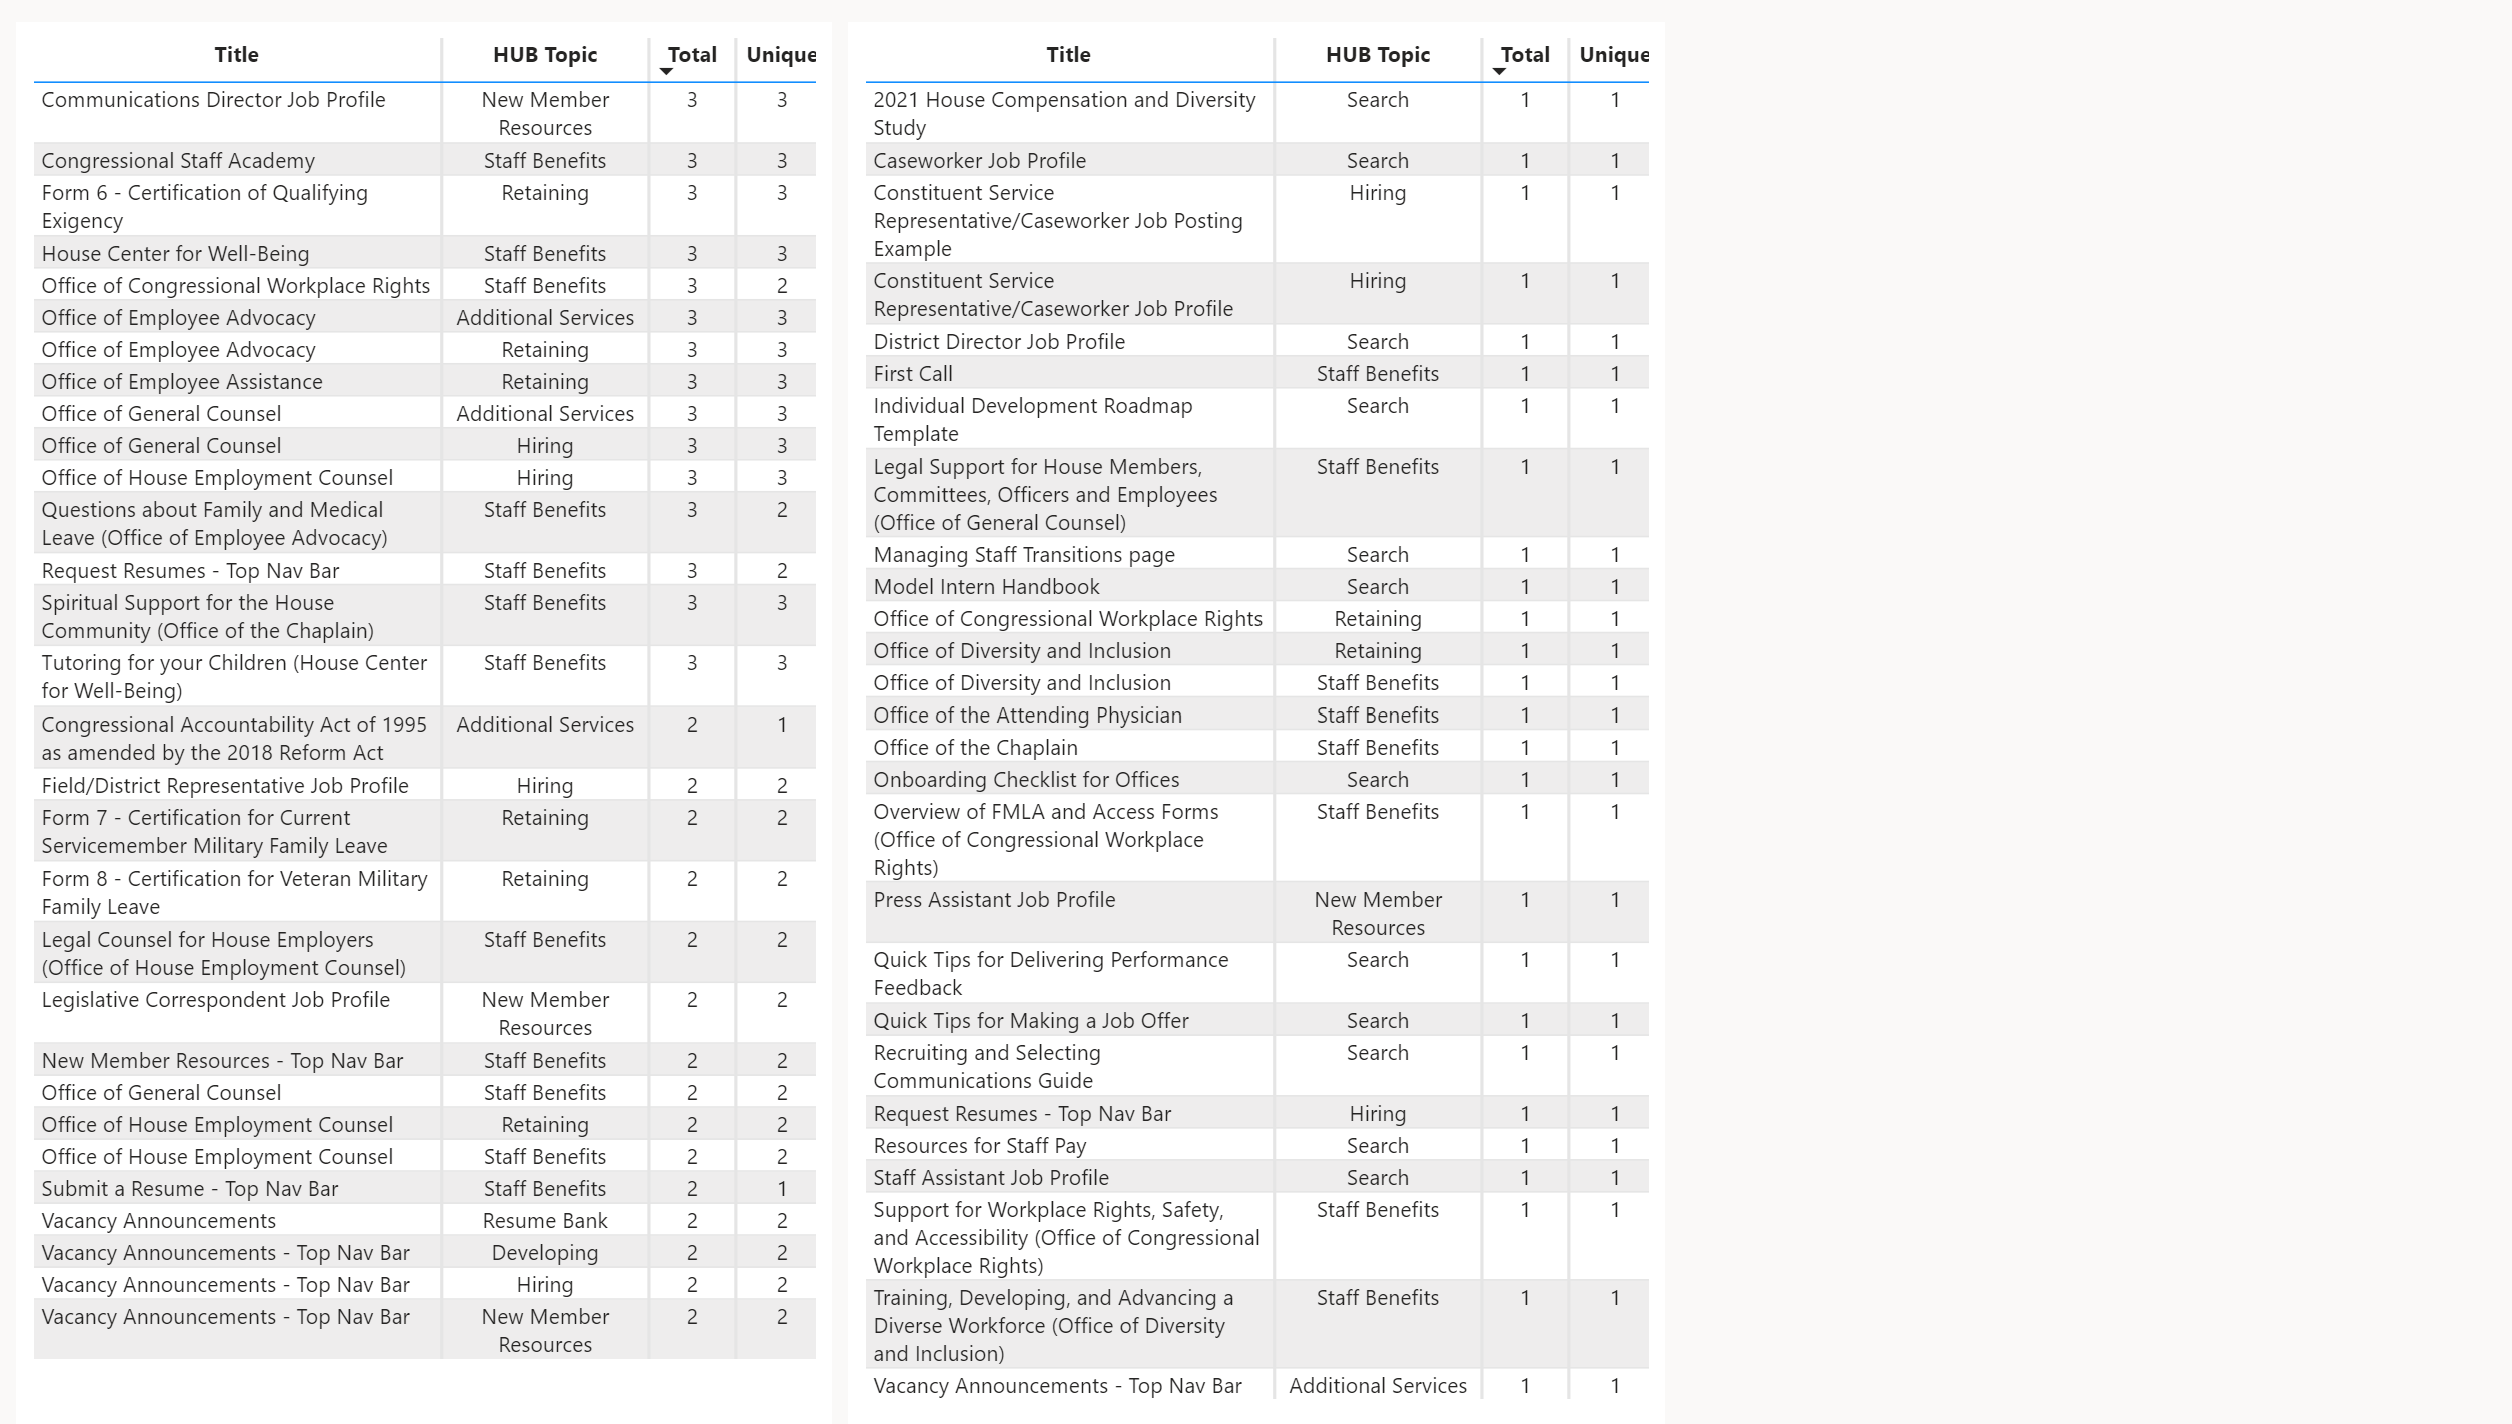 Title HUB Topic Total Unique
Communications Director Job Profile New Member 3 3
Resources
Congressional Staff Academy Staff Benefits 3 3
Form 6 - Certification of Qualifying Retaining 3 3
Exigency
House Center for Well-Being Staff Benefits 3 3
Office of Congressional Workplace Rights Staff Benefits 3 2
Office of Employee Advocacy Additional Services 3 3
Office of Employee Advocacy Retaining 3 3
Office of Employee Assistance Retaining 3 3
Office of General Counsel Additional Services 3 3
Office of General Counsel Hiring 3 3
Office of House Employment Counsel Hiring 3 3
Questions about Family and Medical Staff Benefits 3 2
Leave (Office of Employee Advocacy)
Request Resumes - Top Nav Bar Staff Benefits 3 2
Spiritual Support for the House Staff Benefits 3 3
Community (Office of the Chaplain)
Tutoring for your Children (House Center Staff Benefits 3 3
for Well-Being)
Congressional Accountability Act of 1995 Additional Services 2 1
as amended by the 2018 Reform Act
Field/District Representative Job Profile Hiring 2 2
Form 7 - Certification for Current Retaining 2 2
Servicemember Military Family Leave
Form 8 - Certification for Veteran Military Retaining 2 2
Family Leave
Legal Counsel for House Employers Staff Benefits 2 2
(Office of House Employment Counsel)
Legislative Correspondent Job Profile New Member 2 2
Resources
New Member Resources - Top Nav Bar Staff Benefits 2 2
Office of General Counsel Staff Benefits 2 2
Office of House Employment Counsel Retaining 2 2
Office of House Employment Counsel Staff Benefits 2 2
Submit a Resume - Top Nav Bar Staff Benefits 2 1
Vacancy Announcements Resume Bank 2 2
Vacancy Announcements - Top Nav Bar Developing 2 2
Vacancy Announcements - Top Nav Bar Hiring 2 2
Vacancy Announcements - Top Nav Bar New Member 2 2
Resources
Title HUB Topic Total Unique
2021 House Compensation and Diversity Search 1 1
Study
Caseworker Job Profile Search 1 1
Constituent Service Hiring 1 1
Representative/Caseworker Job Posting
Example
Constituent Service Hiring 1 1
Representative/Caseworker Job Profile
District Director Job Profile Search 1 1
First Call Staff Benefits 1 1
Individual Development Roadmap Search 1 1
Template
Legal Support for House Members, Staff Benefits 1 1
Committees, Officers and Employees
(Office of General Counsel)
Managing Staff Transitions page Search 1 1
Model Intern Handbook Search 1 1
Office of Congressional Workplace Rights Retaining 1 1
Office of Diversity and Inclusion Retaining 1 1
Office of Diversity and Inclusion Staff Benefits 1 1
Office of the Attending Physician Staff Benefits 1 1
Office of the Chaplain Staff Benefits 1 1
Onboarding Checklist for Offices Search 1 1
Overview of FMLA and Access Forms Staff Benefits 1 1
(Office of Congressional Workplace
Rights)
Press Assistant Job Profile New Member 1 1
Resources
Quick Tips for Delivering Performance Search 1 1
Feedback
Quick Tips for Making a Job Offer Search 1 1
Recruiting and Selecting Search 1 1
Communications Guide
Request Resumes - Top Nav Bar Hiring 1 1
Resources for Staff Pay Search 1 1
Staff Assistant Job Profile Search 1 1
Support for Workplace Rights, Safety, Staff Benefits 1 1
and Accessibility (Office of Congressional
Workplace Rights)
Training, Developing, and Advancing a Staff Benefits 1 1
Diverse Workforce (Office of Diversity
and Inclusion)
Vacancy Announcements - Top Nav Bar Additional Services 1 1